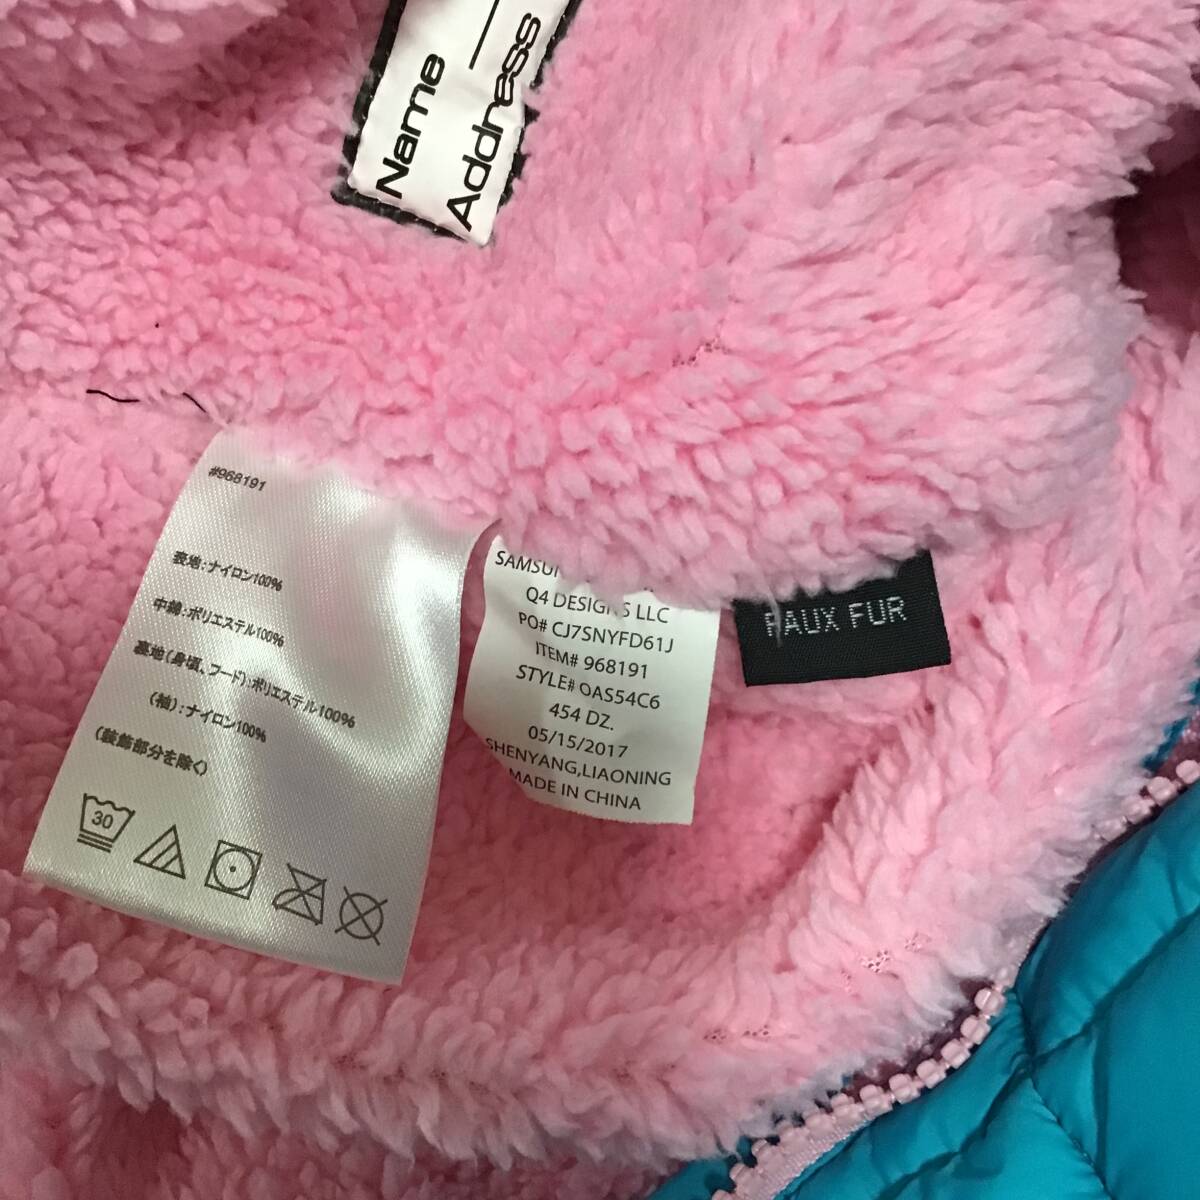 Name
Address
#968191
表地:ナイロン100%
中綿:ポリエステル100%
裏地(身頃、フード):ポリエステル100%
(袖):ナイロン100%
(装飾部分を除く)
30
Q4 DESIGNS LLC
PO# CJ7SNYFD61J
ITEM# 968191
STYLE# OAS54C6
454 DZ.
05/15/2017
SHENYANG,LIAONING
MADE IN CHINA
FAUX FUR